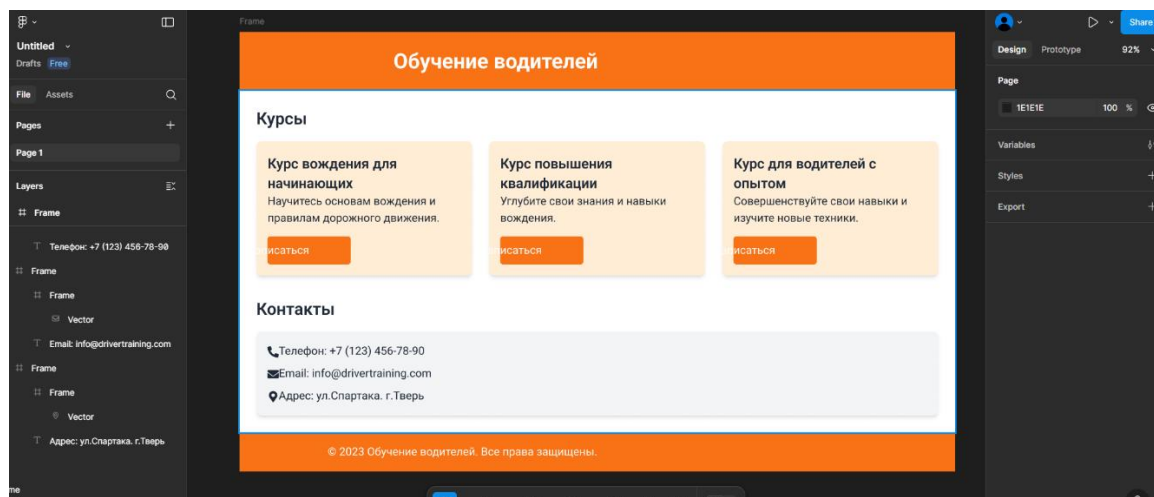 Untitled
Drafts Free
File Assets
Pages
Page 1
Layers
Frame
Телефон: +7 (123) 456-78-90
Frame
Frame
Vector
Email: info@drivertraining.com
Frame
Frame
Vector
Адрес: ул.Спартака. г.Тверь
me
Frame
Обучение водителей
Курсы
Курс вождения для
начинающих
Научитесь основам вождения и
правилам дорожного движения.
исаться
Курс повышения
квалификации
Углубите свои знания и навыки
вождения.
исаться
Курс для водителей с
опытом
Совершенствуйте свои навыки и
изучите новые техники.
исаться
Контакты
Телефон: +7 (123) 456-78-90
Email: info@drivertraining.com
Адрес: ул.Спартака. г.Тверь
© 2023 Обучение водителей. Все права защищены.
Share
Design Prototype 92%
Page
1E1E1E 100 %
Variables
Styles
Export